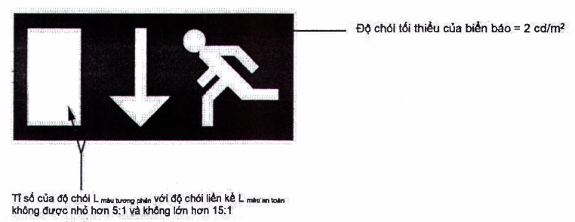 Độ chói tối thiểu của biển báo = 2 cd/m²
Tỉ số của độ chói L màu tương phản với độ chói liền kề L màu an toàn
không được nhỏ hơn 5:1 và không lớn hơn 15:1